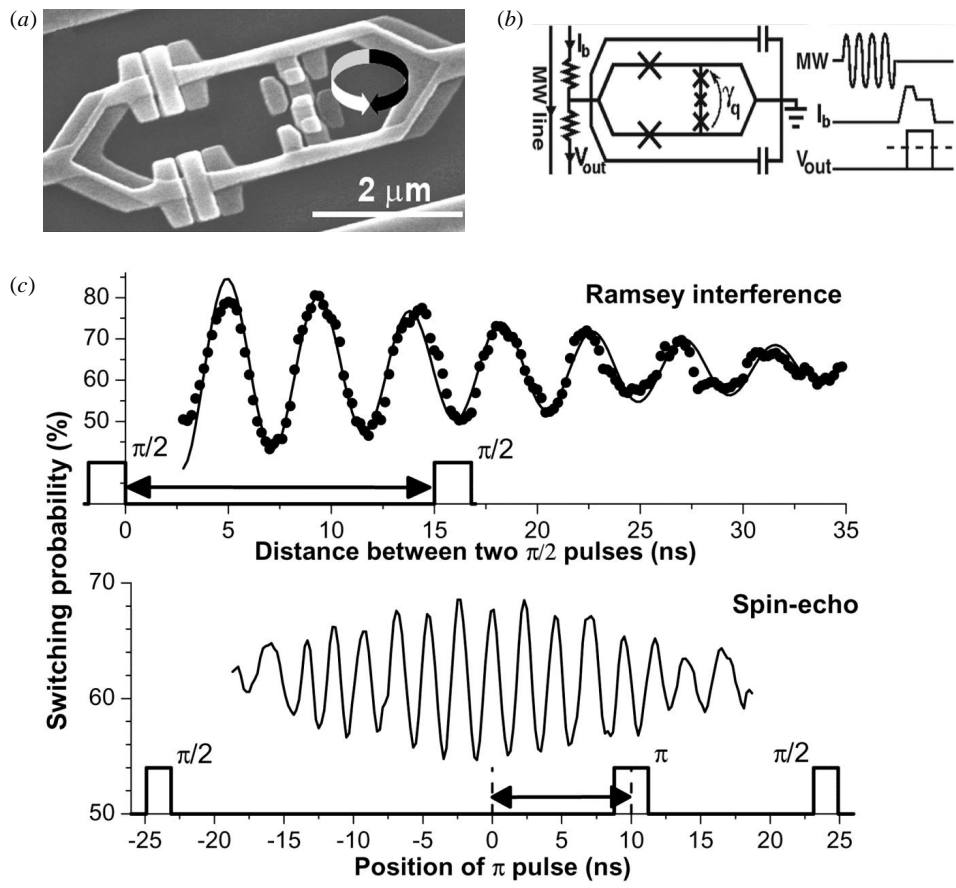 (a)
2 μm
(b)
MW line
I_b
V_out
γ_q
MW
I_b
V_out
(c)
Switching probability (%)
Ramsey interference
80
70
60
50
π/2
π/2
0 5 10 15 20 25 30 35
Distance between two π/2 pulses (ns)
70
60
50
Spin-echo
π/2
π
π/2
-25 -20 -15 -10 -5 0 5 10 15 20 25
Position of π pulse (ns)